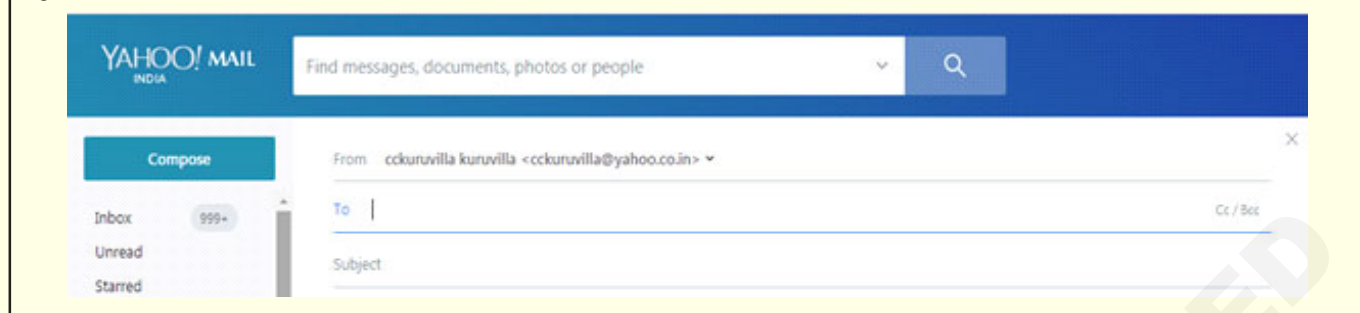 YAHOO! MAIL
INDIA
Find messages, documents, photos or people
Compose
From cckuruvilla kuruvilla <cckuruvilla@yahoo.co.in>
Inbox 999+
To
Cc / Bcc
Unread
Subject
Starred
ED